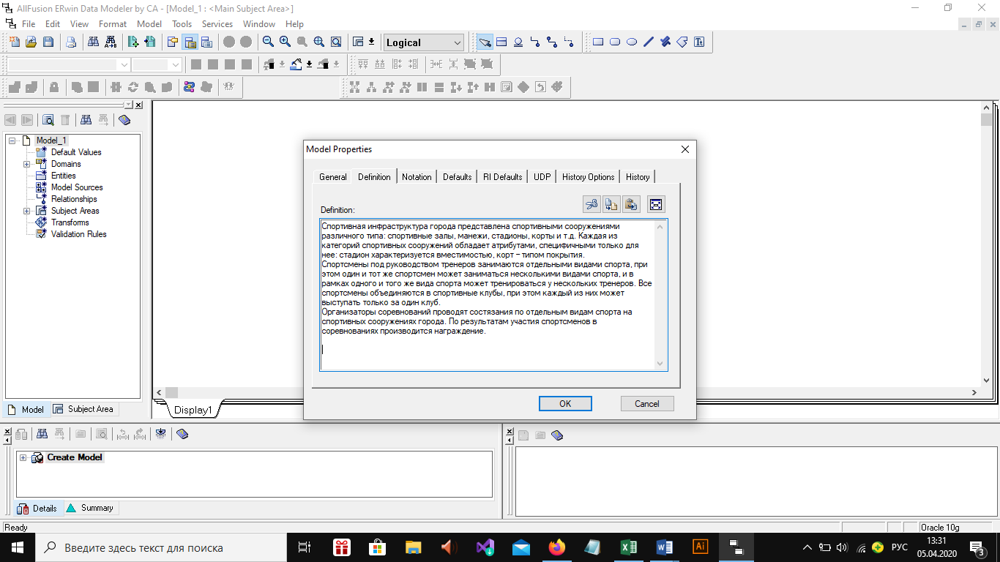 AllFusion ERwin Data Modeler by CA - [Model_1 : <Main Subject Area>]
File Edit View Format Model Tools Services Window Help
Logical
Model_1
Default Values
Domains
Entities
Model Sources
Relationships
Subject Areas
Transforms
Validation Rules
Model Subject Area
Display1
Model Properties
General Definition Notation Defaults RI Defaults UDP History Options History
Definition:
Спортивная инфраструктура города представлена спортивными сооружениями
различного типа: спортивные залы, манежи, стадионы, корты и т.д. Каждая из
категорий спортивных сооружений обладает атрибутами, специфичными только для
нее: стадион характеризуется вместимостью, корт – типом покрытия.
Спортсмены под руководством тренеров занимаются отдельными видами спорта, при
этом один и тот же спортсмен может заниматься несколькими видами спорта, и в
рамках одного и того же вида спорта может тренироваться у нескольких тренеров. Все
спортсмены объединяются в спортивные клубы, при этом каждый из них может
выступать только за один клуб.
Организаторы соревнований проводят состязания по отдельным видам спорта на
спортивных сооружениях города. По результатам участия спортсменов в
соревнованиях производится награждение.
OK Cancel
Create Model
Details Summary
Ready Oracle 10g
Введите здесь текст для поиска
Ai
РУС
13:31
05.04.2020
3